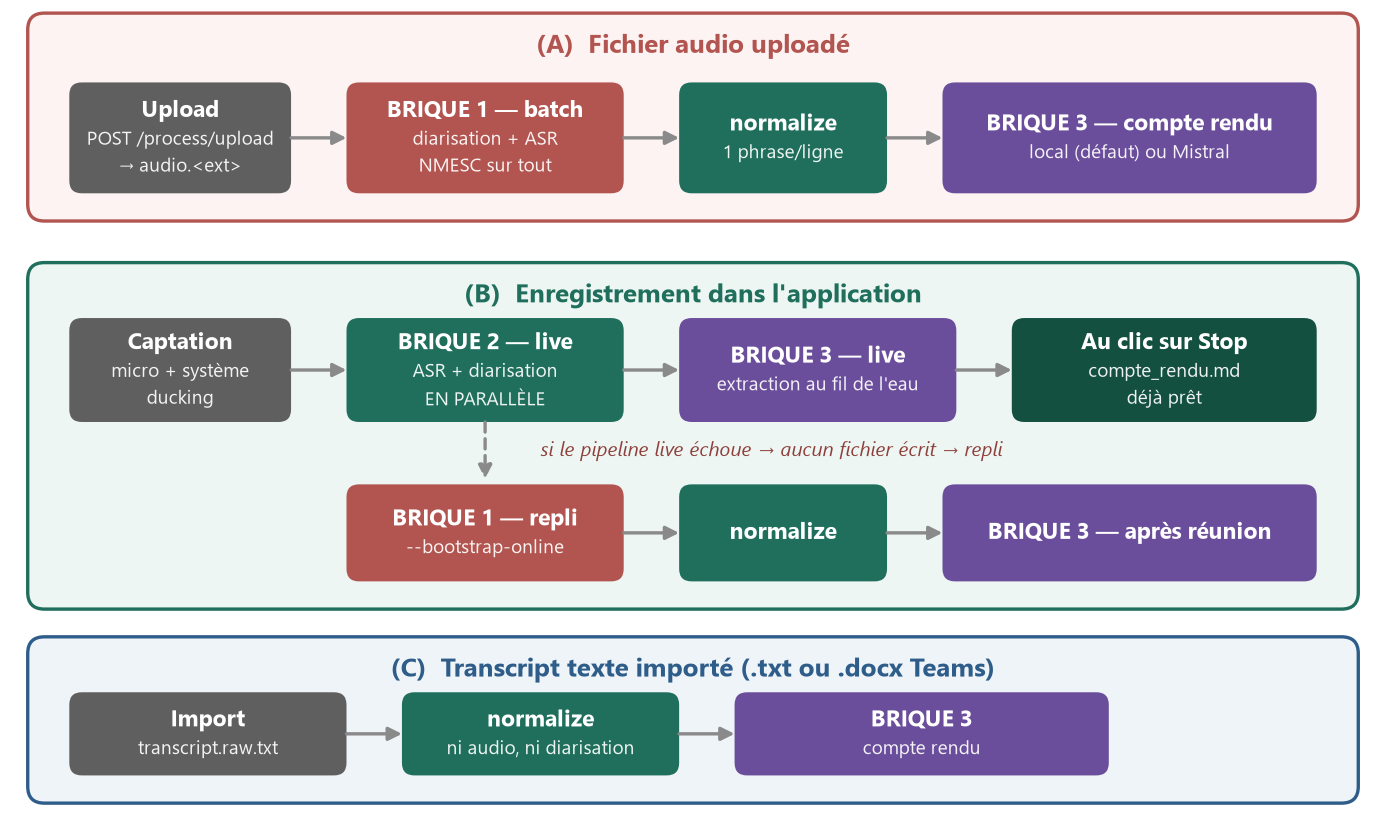 (A)  Fichier audio uploadé
Upload
POST /process/upload
→ audio.<ext>
BRIQUE 1 — batch
diarisation + ASR
NMESC sur tout
normalize
1 phrase/ligne
BRIQUE 3 — compte rendu
local (défaut) ou Mistral
(B)  Enregistrement dans l'application
Captation
micro + système
ducking
BRIQUE 2 — live
ASR + diarisation
EN PARALLÈLE
BRIQUE 3 — live
extraction au fil de l'eau
Au clic sur Stop
compte_rendu.md
déjà prêt
si le pipeline live échoue → aucun fichier écrit → repli
BRIQUE 1 — repli
--bootstrap-online
normalize
BRIQUE 3 — après réunion
(C)  Transcript texte importé (.txt ou .docx Teams)
Import
transcript.raw.txt
normalize
ni audio, ni diarisation
BRIQUE 3
compte rendu